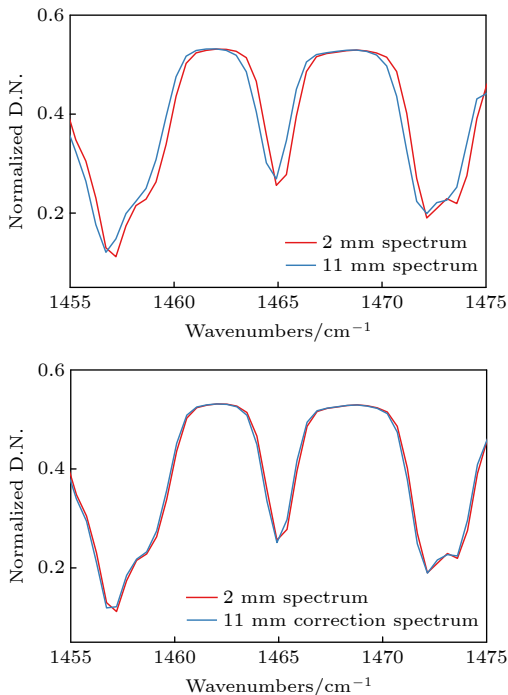 0.6
0.4
0.2
Normalized D.N.
2 mm spectrum
11 mm spectrum
1455 1460 1465 1470 1475
Wavenumbers/cm⁻¹
0.6
0.4
0.2
Normalized D.N.
2 mm spectrum
11 mm correction spectrum
1455 1460 1465 1470 1475
Wavenumbers/cm⁻¹